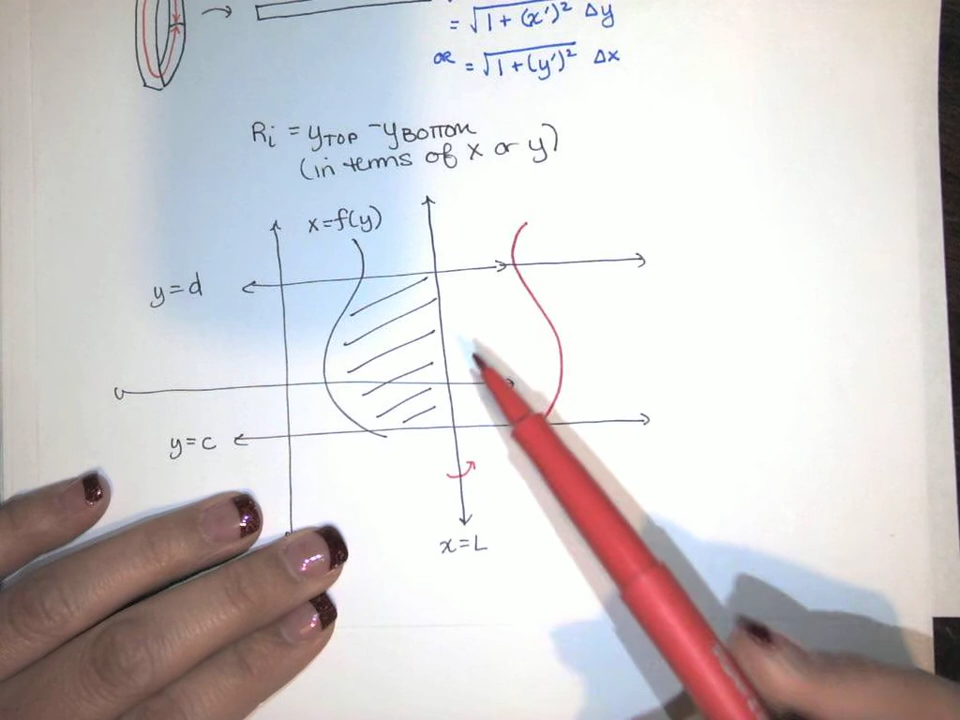 = √1 + (x')² Δy
OR = √1 + (y')² Δx
Ri = yTOP - yBOTTOM
(in terms of x or y)
x=f(y)
y=d
y=c
x=L